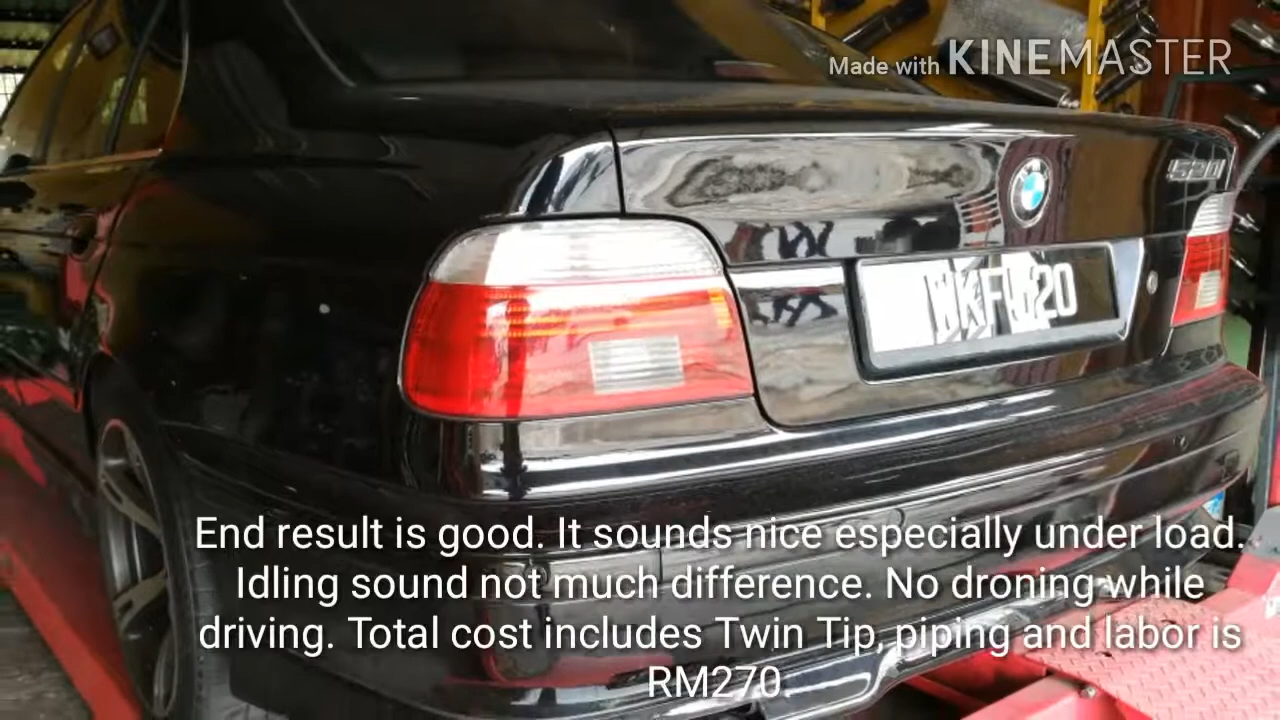 Made with KINEMASTER
520i
End result is good. It sounds nice especially under load.
Idling sound not much difference. No droning while
driving. Total cost includes Twin Tip, piping and labor is
RM270.